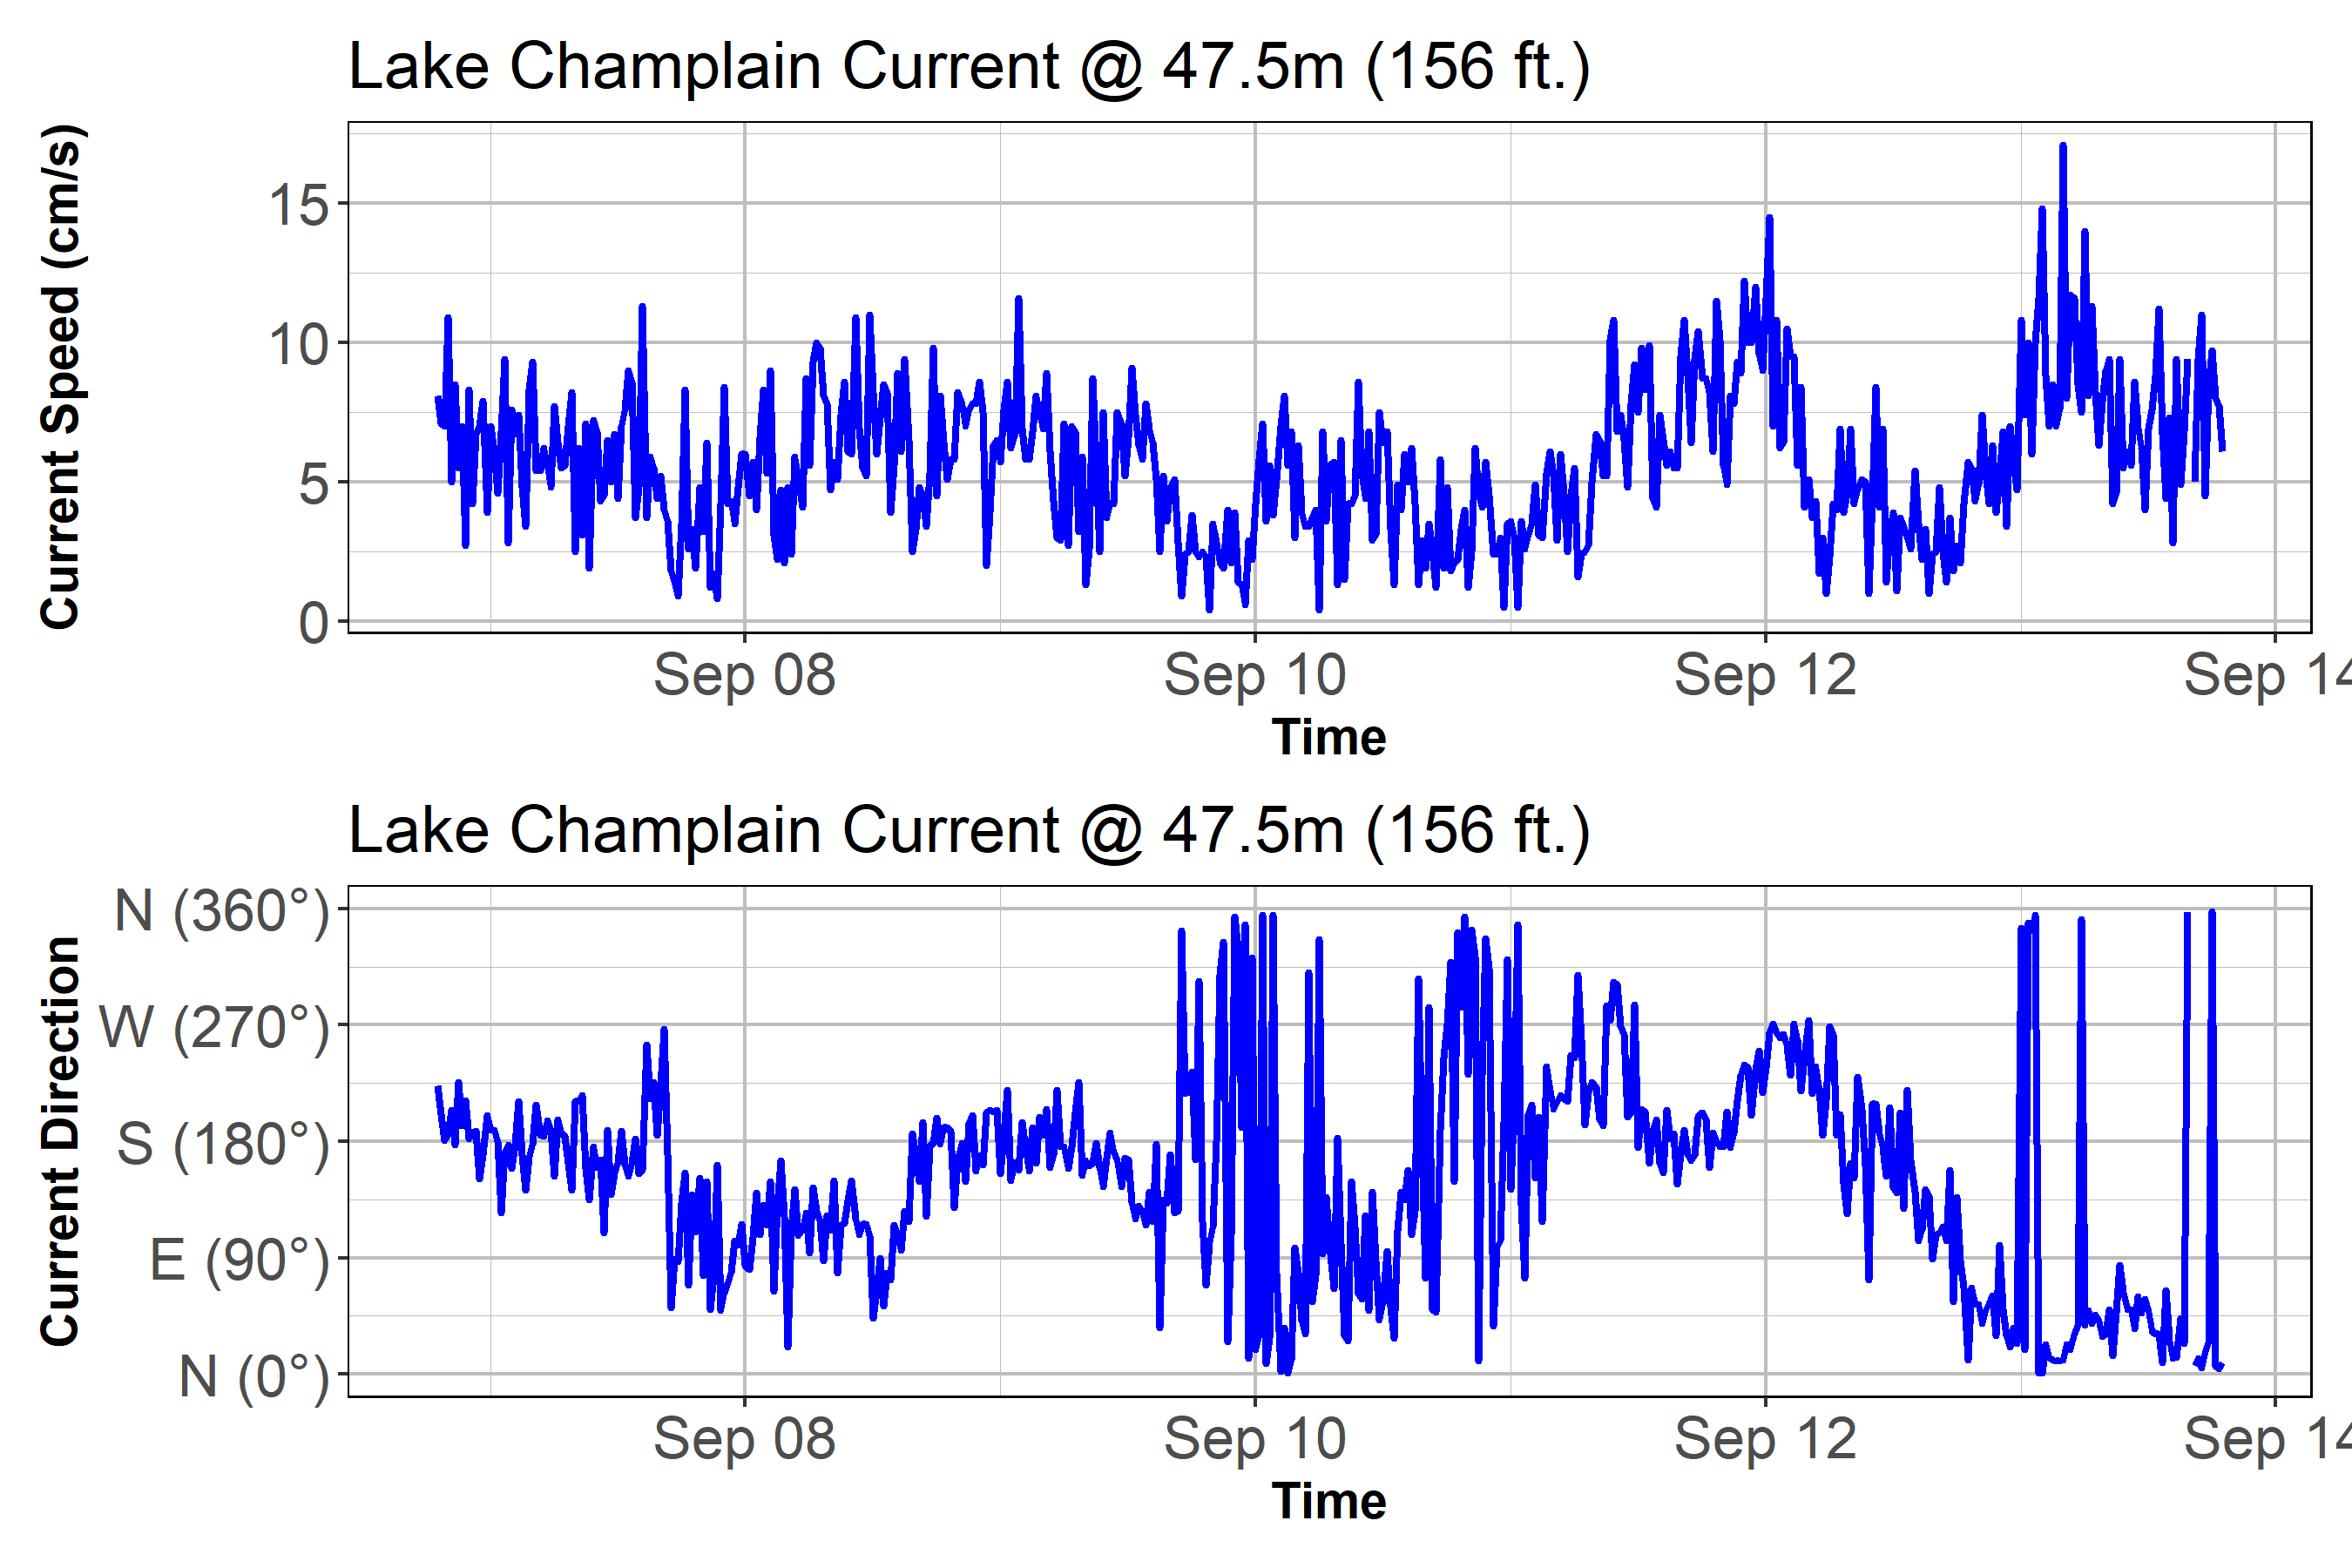 Lake Champlain Current @ 47.5m (156 ft.)
Current Speed (cm/s)
15
10
5
0
Sep 08 Sep 10 Sep 12 Sep 14
Time
Lake Champlain Current @ 47.5m (156 ft.)
Current Direction
N (360°)
W (270°)
S (180°)
E (90°)
N (0°)
Sep 08 Sep 10 Sep 12 Sep 14
Time